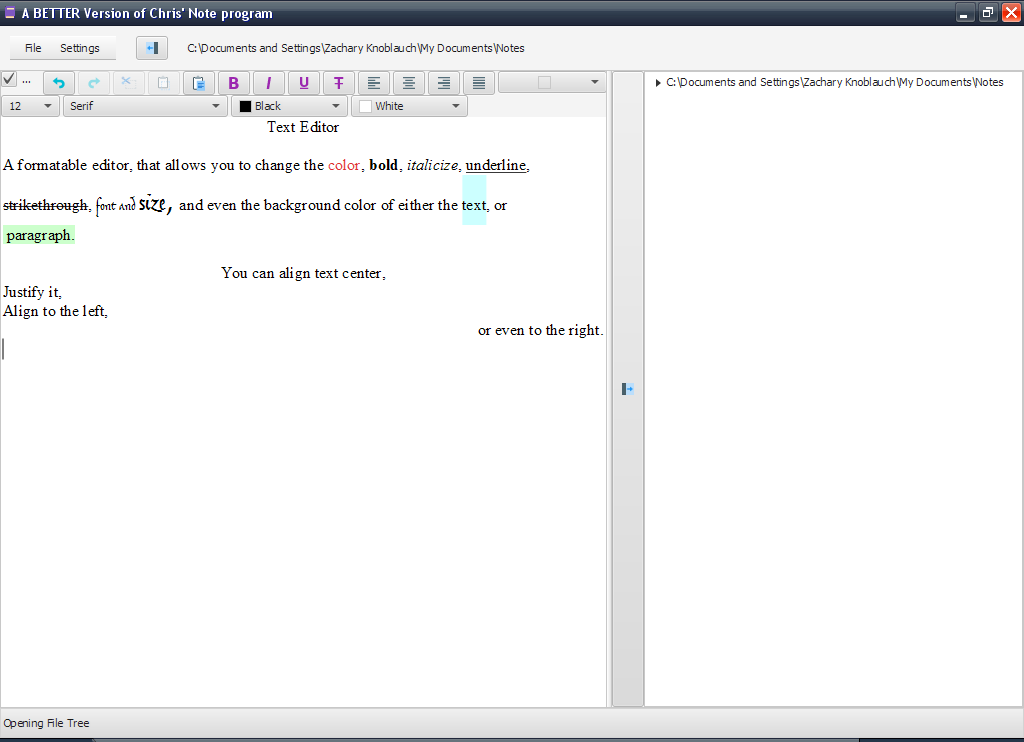 A BETTER Version of Chris' Note program
File Settings C:\Documents and Settings\Zachary Knoblauch\My Documents\Notes
... B I U T
12 Serif Black White
C:\Documents and Settings\Zachary Knoblauch\My Documents\Notes
Text Editor
A formatable editor, that allows you to change the color, bold, italicize, underline,
strikethrough, font and size, and even the background color of either the text, or
paragraph.
You can align text center,
Justify it,
Align to the left,
or even to the right.
Opening File Tree